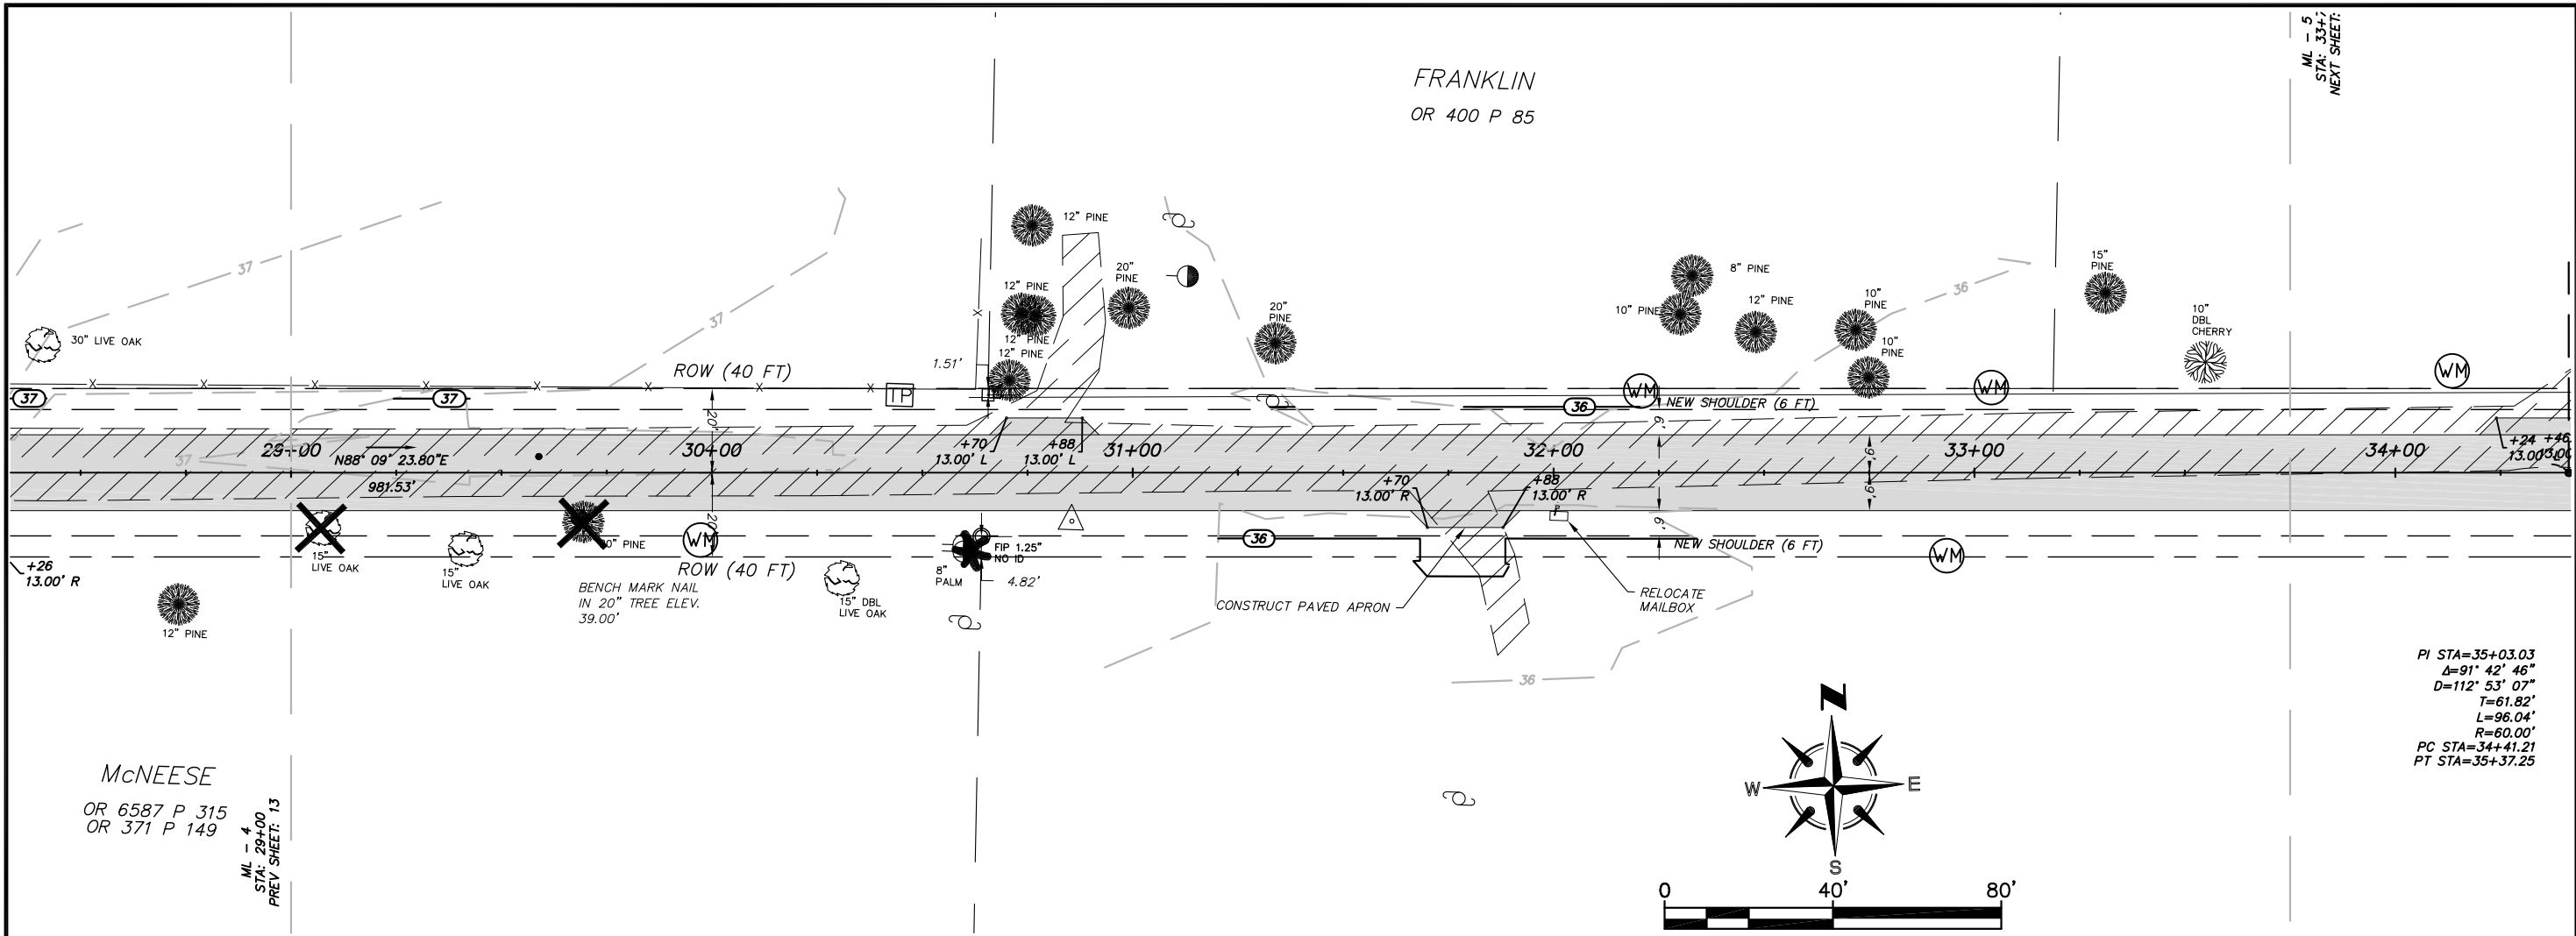 FRANKLIN
OR 400 P 85
ML - 5
NEXT SHEET:
37
37
37
36
12" PINE
20"
PINE
12" PINE
12" PINE
12" PINE
20"
PINE
8" PINE
10" PINE
12" PINE
10"
PINE
10"
PINE
15"
PINE
10"
DBL
CHERRY
30" LIVE OAK
X X X X X X X X X
ROW (40 FT)
1.51'
TP
WM
WM
WM
37
37
36
NEW SHOULDER (6 FT)
20'
6'
29+00
30+00
31+00
32+00
33+00
34+00
N88° 09' 23.80"E
981.53'
+70
13.00' L
+88
13.00' L
+24
13.00' L
+46
+70
13.00' R
+88
13.00' R
9'
9'
6'
20'
15"
LIVE OAK
15"
LIVE OAK
WM
ROW (40 FT)
BENCH MARK NAIL
IN 20" TREE ELEV.
39.00'
15" DBL
LIVE OAK
8"
PALM
FIP 1.25"
NO ID
4.82'
36
NEW SHOULDER (6 FT)
WM
CONSTRUCT PAVED APRON
RELOCATE
MAILBOX
+26
13.00' R
12" PINE
36
PI STA=35+03.03
Δ=91° 42' 46"
D=112° 53' 07"
T=61.82'
L=96.04'
R=60.00'
PC STA=34+41.21
PT STA=35+37.25
McNEESE
OR 6587 P 315
OR 371 P 149
ML - 4
STA: 29+00
PREV SHEET: 13
N
W
E
S
0 40' 80'